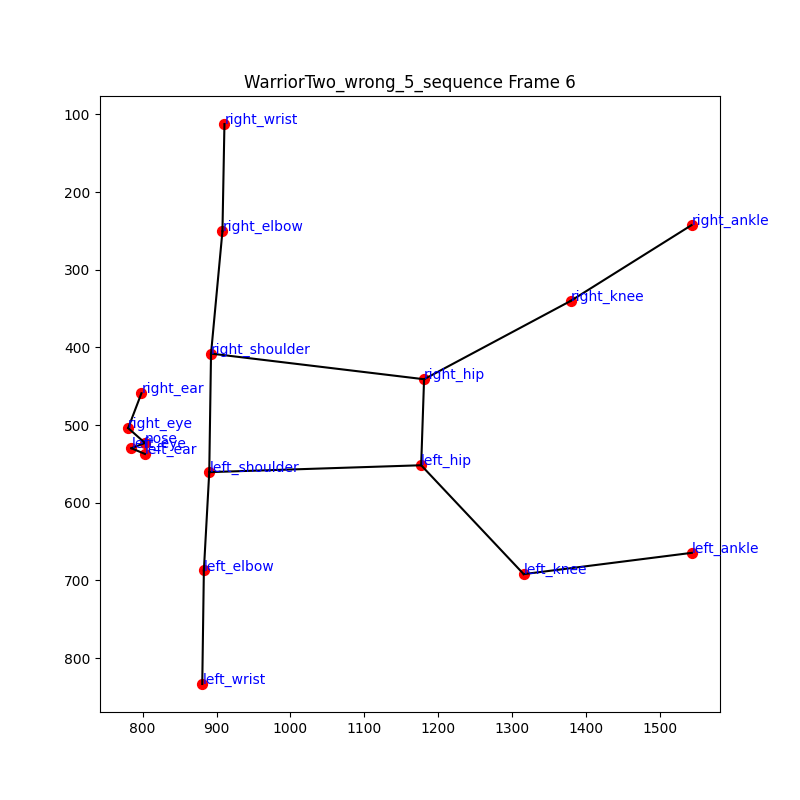 WarriorTwo_wrong_5_sequence Frame 6
100
right_wrist
200
right_elbow
right_ankle
300
right_knee
400
right_shoulder
right_hip
right_ear
500
right_eye
nose
left_eye
left_ear
left_shoulder
left_hip
600
left_elbow
left_knee
left_ankle
700
left_wrist
800
800 900 1000 1100 1200 1300 1400 1500